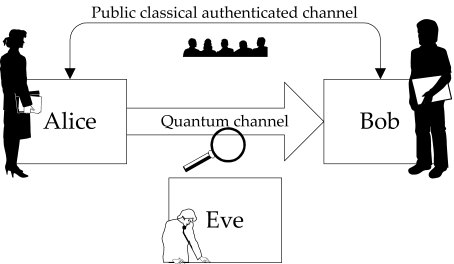 Public classical authenticated channel
Alice
Quantum channel
Bob
Eve